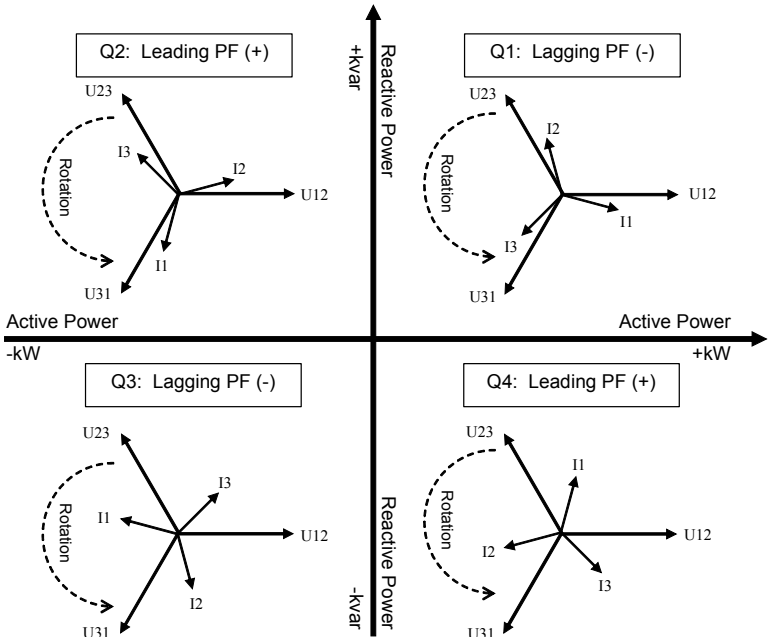 Q2: Leading PF (+)
+kvar
Reactive Power
Q1: Lagging PF (-)
U23
I3
I2
Rotation
U12
I1
U31
U23
I2
Rotation
I1
I3
U31
U12
Active Power
-kW
Active Power
+kW
Q3: Lagging PF (-)
Q4: Leading PF (+)
U23
I3
I1
Rotation
U12
I2
U31
-kvar
Reactive Power
U23
I1
Rotation
I2
U12
I3
U31